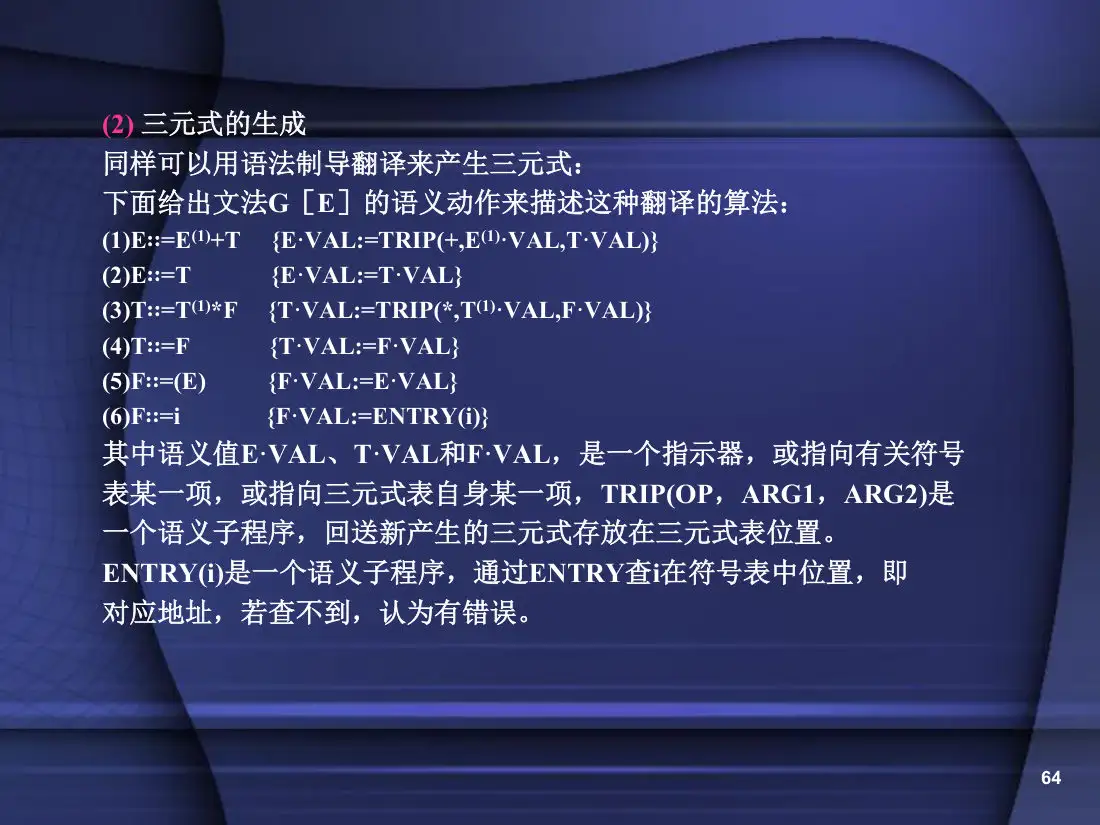 (2) 三元式的生成
同样可以用语法制导翻译来产生三元式：
下面给出文法G［E］的语义动作来描述这种翻译的算法：
(1)E∷=E⁽¹⁾+T {E·VAL:=TRIP(+,E⁽¹⁾·VAL,T·VAL)}
(2)E∷=T {E·VAL:=T·VAL}
(3)T∷=T⁽¹⁾*F {T·VAL:=TRIP(*,T⁽¹⁾·VAL,F·VAL)}
(4)T∷=F {T·VAL:=F·VAL}
(5)F∷=(E) {F·VAL:=E·VAL}
(6)F∷=i {F·VAL:=ENTRY(i)}
其中语义值E·VAL、T·VAL和F·VAL，是一个指示器，或指向有关符号
表某一项，或指向三元式表自身某一项，TRIP(OP，ARG1，ARG2)是
一个语义子程序，回送新产生的三元式存放在三元式表位置。
ENTRY(i)是一个语义子程序，通过ENTRY查i在符号表中位置，即
对应地址，若查不到，认为有错误。
64